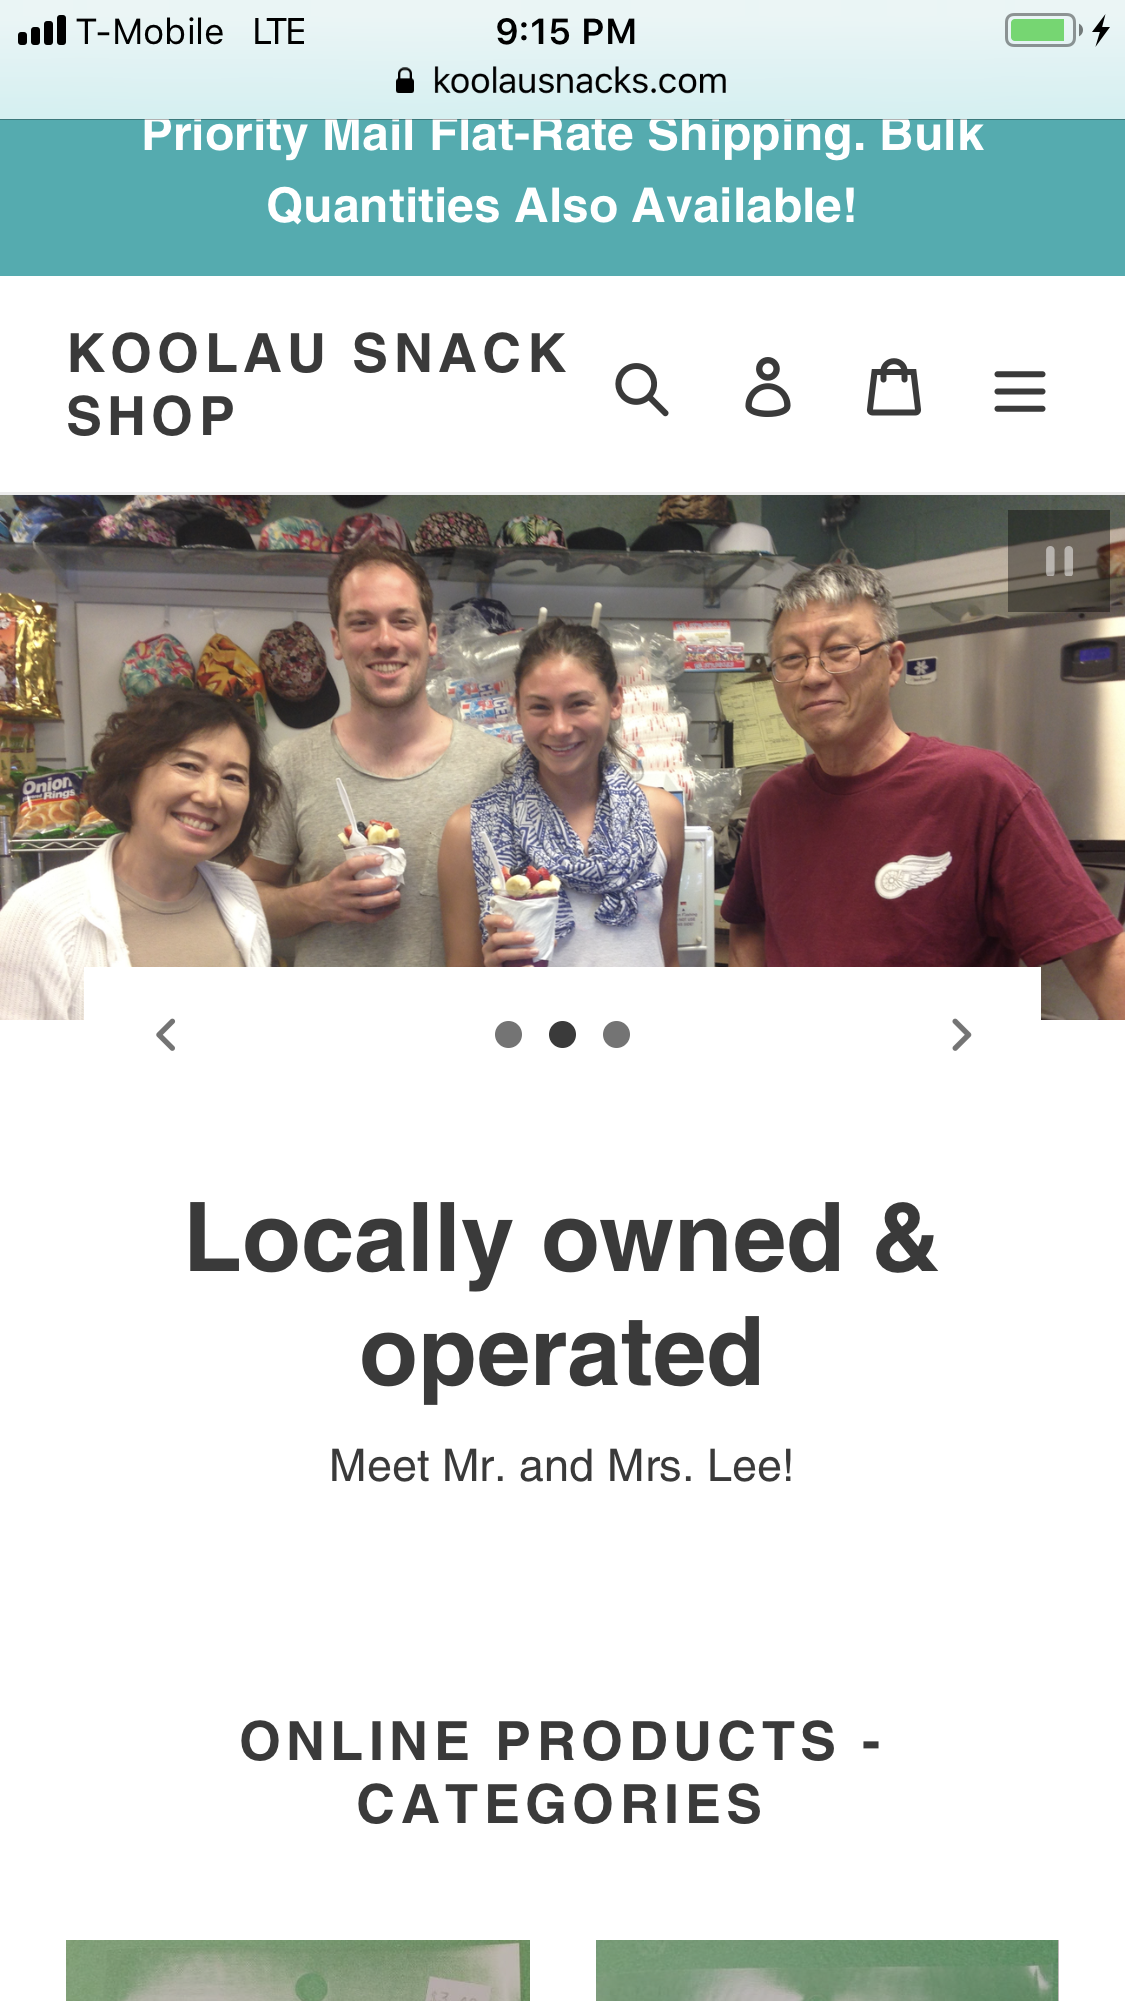 T-Mobile LTE 9:15 PM
koolausnacks.com
Priority Mail Flat-Rate Shipping. Bulk
Quantities Also Available!
KOOLAU SNACK
SHOP
Onion
Rings
Locally owned &
operated
Meet Mr. and Mrs. Lee!
ONLINE PRODUCTS -
CATEGORIES